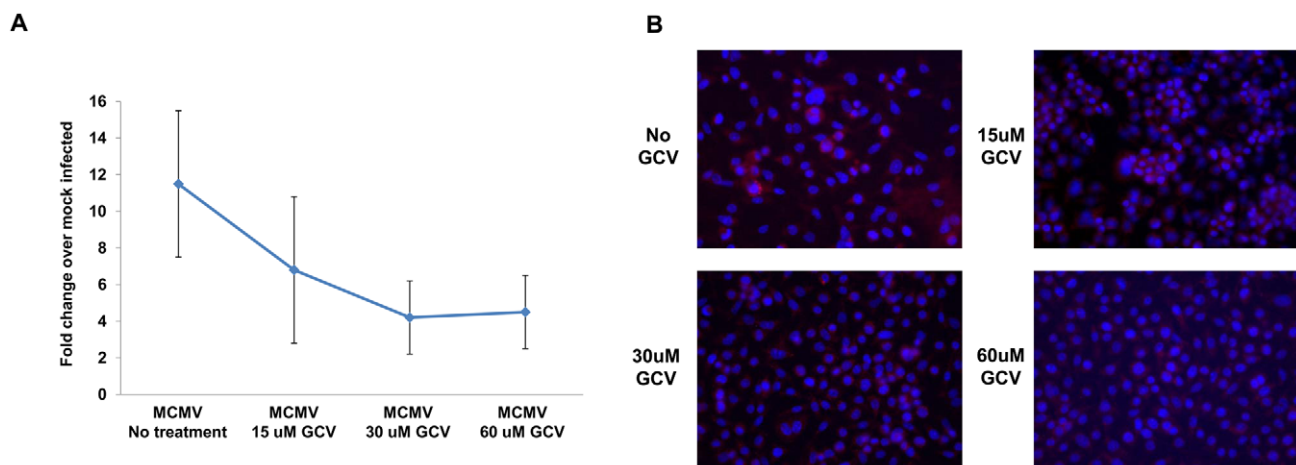 A
Fold change over mock infected
16
14
12
10
8
6
4
2
0
MCMV
No treatment
MCMV
15 uM GCV
MCMV
30 uM GCV
MCMV
60 uM GCV
B
No
GCV
15uM
GCV
30uM
GCV
60uM
GCV